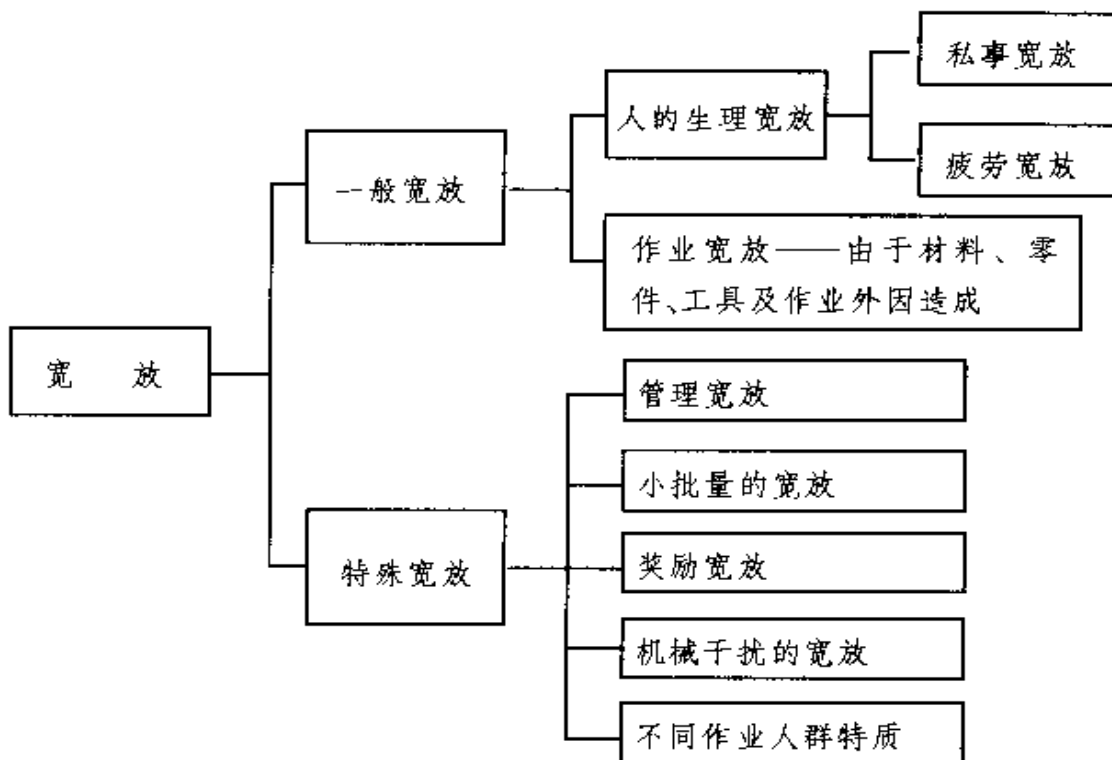 私事宽放
人的生理宽放
疲劳宽放
一般宽放
作业宽放——由于材料、零
件、工具及作业外因造成
宽 放
管理宽放
小批量的宽放
特殊宽放
奖励宽放
机械干扰的宽放
不同作业人群特质